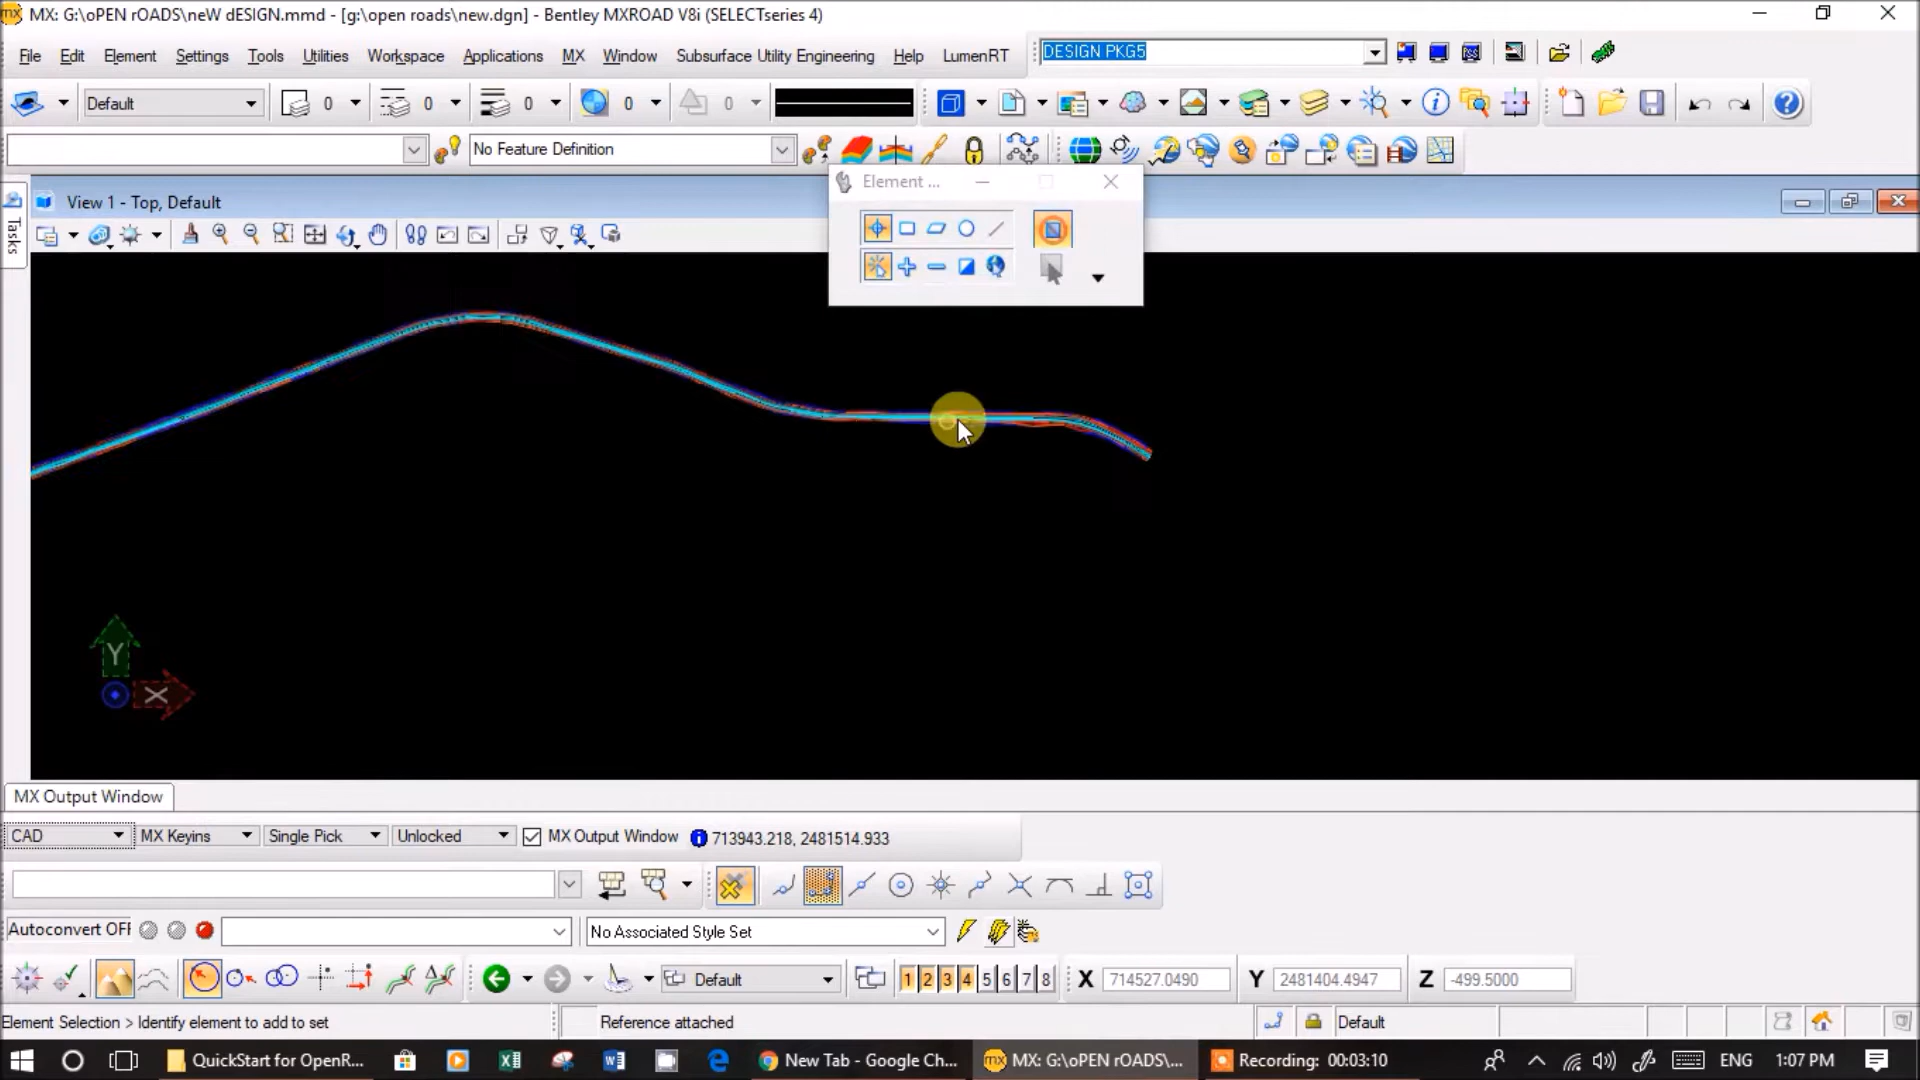 MX: G:\oPEN rOADS\neW dESIGN.mmd - [g:\open roads\new.dgn] - Bentley MXROAD V8i (SELECTseries 4)
File Edit Element Settings Tools Utilities Workspace Applications MX Window Subsurface Utility Engineering Help LumenRT DESIGN PKG5
Default 0 0 0 0 0
No Feature Definition
Element ...
View 1 - Top, Default
Tasks
Y
X
MX Output Window
CAD MX Keyins Single Pick Unlocked MX Output Window 713943.218, 2481514.933
Autoconvert OFF No Associated Style Set
Default 1 2 3 4 5 6 7 8 X 714527.0490 Y 2481404.4947 Z -499.5000
Element Selection > Identify element to add to set Reference attached Default
QuickStart for OpenR... New Tab - Google Ch... MX: G:\oPEN rOADS\... Recording: 00:03:10 ENG 1:07 PM